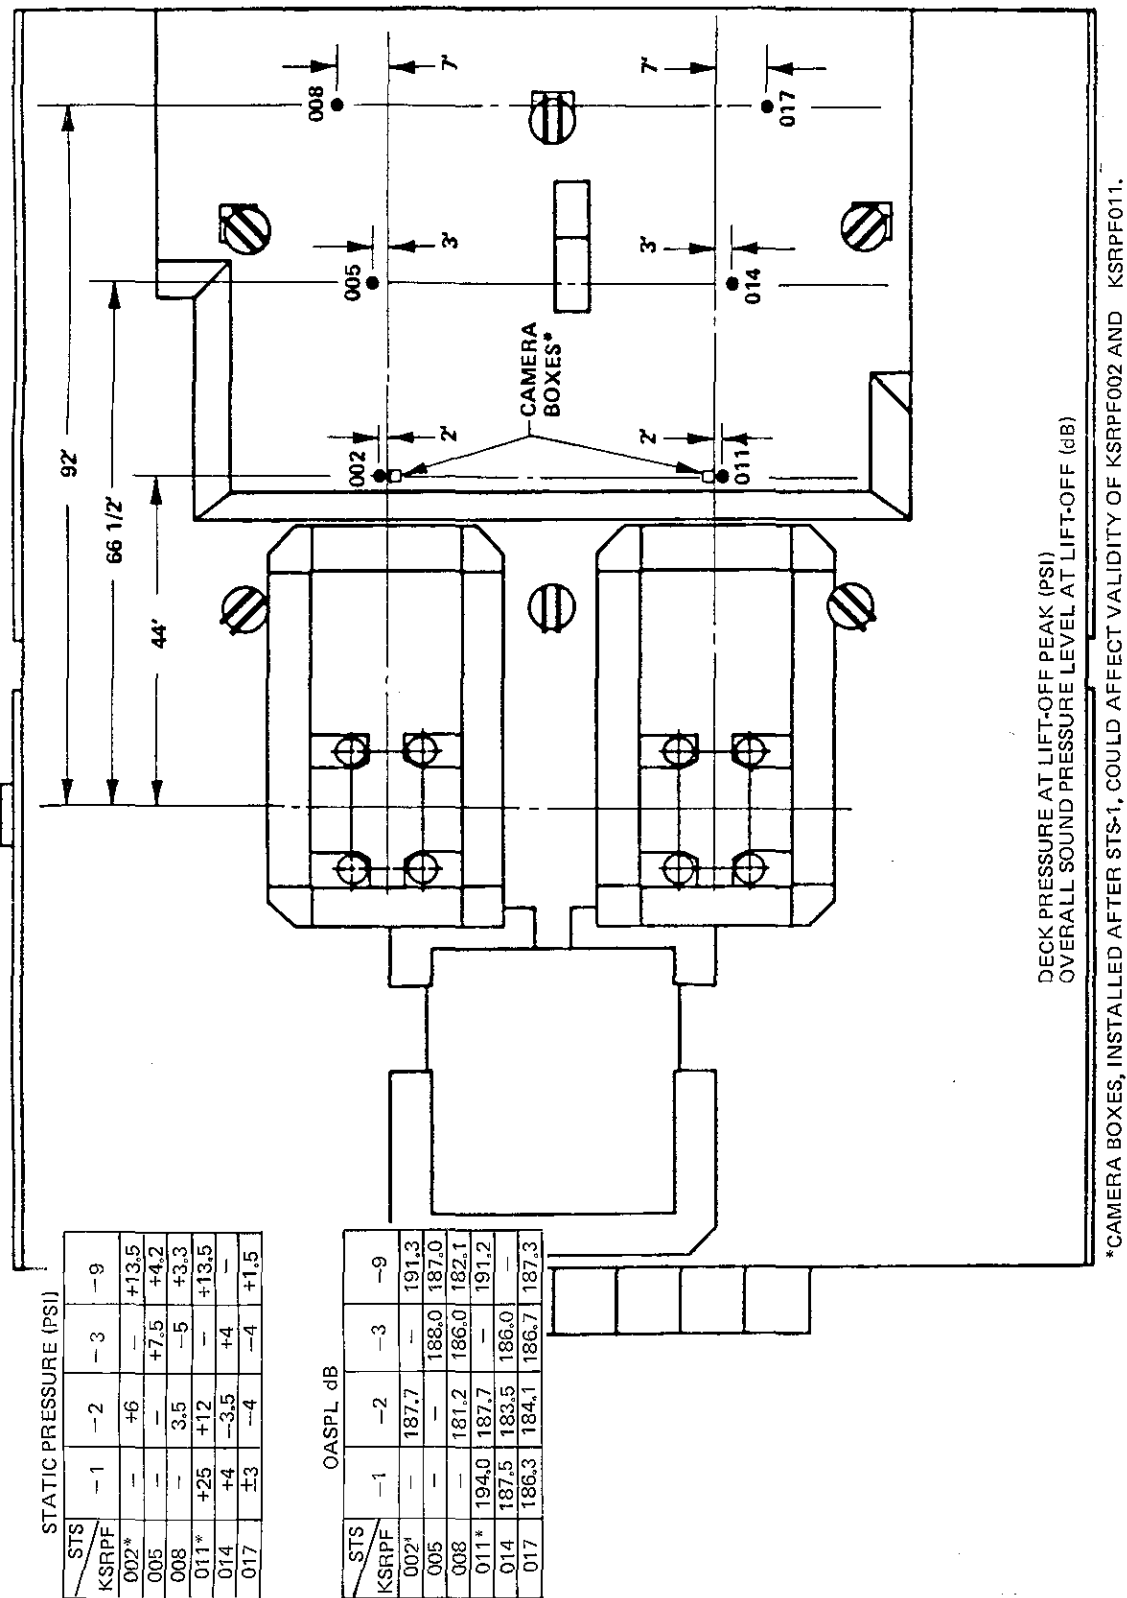 STATIC PRESSURE (PSI)
STS −1 −2 −3 −9
KSRPF
002* − +6 − +13.5
005 − − +7.5 +4.2
008 − 3.5 −5 +3.3
011* +25 +12 − +13.5
014 +4 −3.5 +4 −
017 ±3 −4 −4 +1.5
OASPL dB
STS −1 −2 −3 −9
KSRPF
002* − 187.7 − 191.3
005 − − 188.0 187.0
008 − 181.2 186.0 182.1
011* 194.0 187.7 − 191.2
014 187.5 183.5 186.0 −
017 186.3 184.1 186.7 187.3
92'
66 1/2'
44'
002
005
008
2'
3'
7'
CAMERA
BOXES*
2'
3'
7'
011
014
017
DECK PRESSURE AT LIFT-OFF PEAK (PSI)
OVERALL SOUND PRESSURE LEVEL AT LIFT-OFF (dB)
*CAMERA BOXES, INSTALLED AFTER STS-1, COULD AFFECT VALIDITY OF KSRPF002 AND KSRPF011.